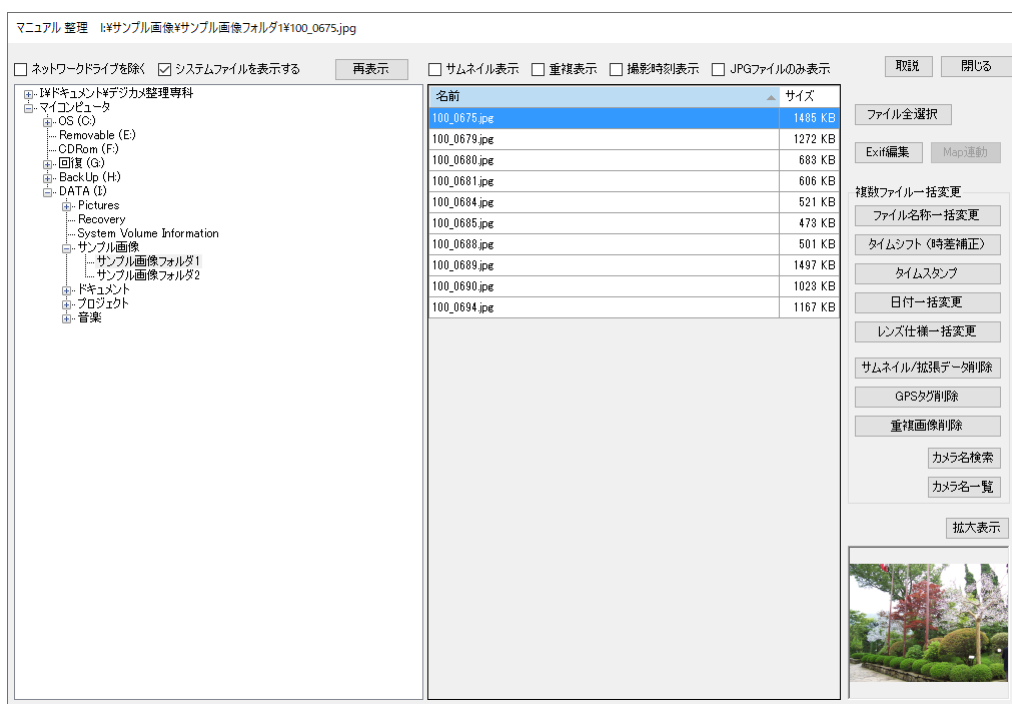 マニュアル 整理 I:¥サンプル画像¥サンプル画像フォルダ1¥100_0675.jpg
ネットワークドライブを除く システムファイルを表示する 再表示 サムネイル表示 重複表示 撮影時刻表示 JPGファイルのみ表示 取説 閉じる
I¥ドキュメント¥デジカメ整理専科
マイコンピュータ
OS (C:)
Removable (E:)
CDRom (F:)
回復 (G:)
BackUp (H:)
DATA (I:)
Pictures
Recovery
System Volume Information
サンプル画像
サンプル画像フォルダ1
サンプル画像フォルダ2
ドキュメント
プロジェクト
音楽
名前 サイズ
100_0675.jpg 1485 KB
100_0679.jpg 1272 KB
100_0680.jpg 683 KB
100_0681.jpg 606 KB
100_0684.jpg 521 KB
100_0685.jpg 473 KB
100_0688.jpg 501 KB
100_0689.jpg 1497 KB
100_0690.jpg 1023 KB
100_0694.jpg 1167 KB
ファイル全選択
Exif編集 Map連動
複数ファイル一括変更
ファイル名称一括変更
タイムシフト（時差補正）
タイムスタンプ
日付一括変更
レンズ仕様一括変更
サムネイル/拡張データ削除
GPSタグ削除
重複画像削除
カメラ名検索
カメラ名一覧
拡大表示